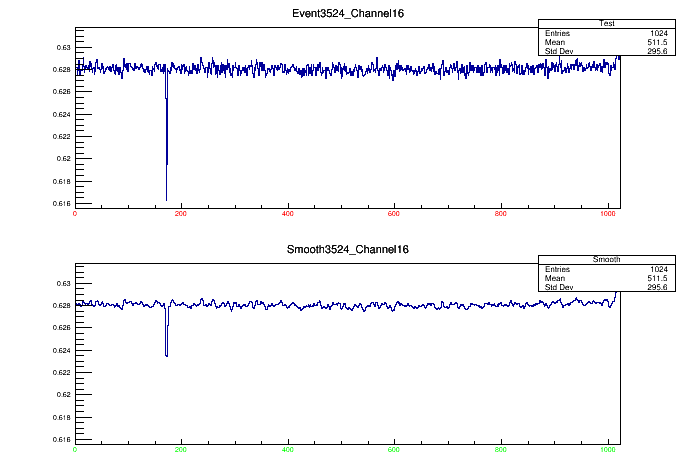 Event3524_Channel16
Test
Entries 1024
Mean 511.5
Std Dev 295.6
0.63
0.628
0.626
0.624
0.622
0.62
0.618
0.616
0 200 400 600 800 1000
Smooth3524_Channel16
Smooth
Entries 1024
Mean 511.5
Std Dev 295.6
0.63
0.628
0.626
0.624
0.622
0.62
0.618
0.616
0 200 400 600 800 1000